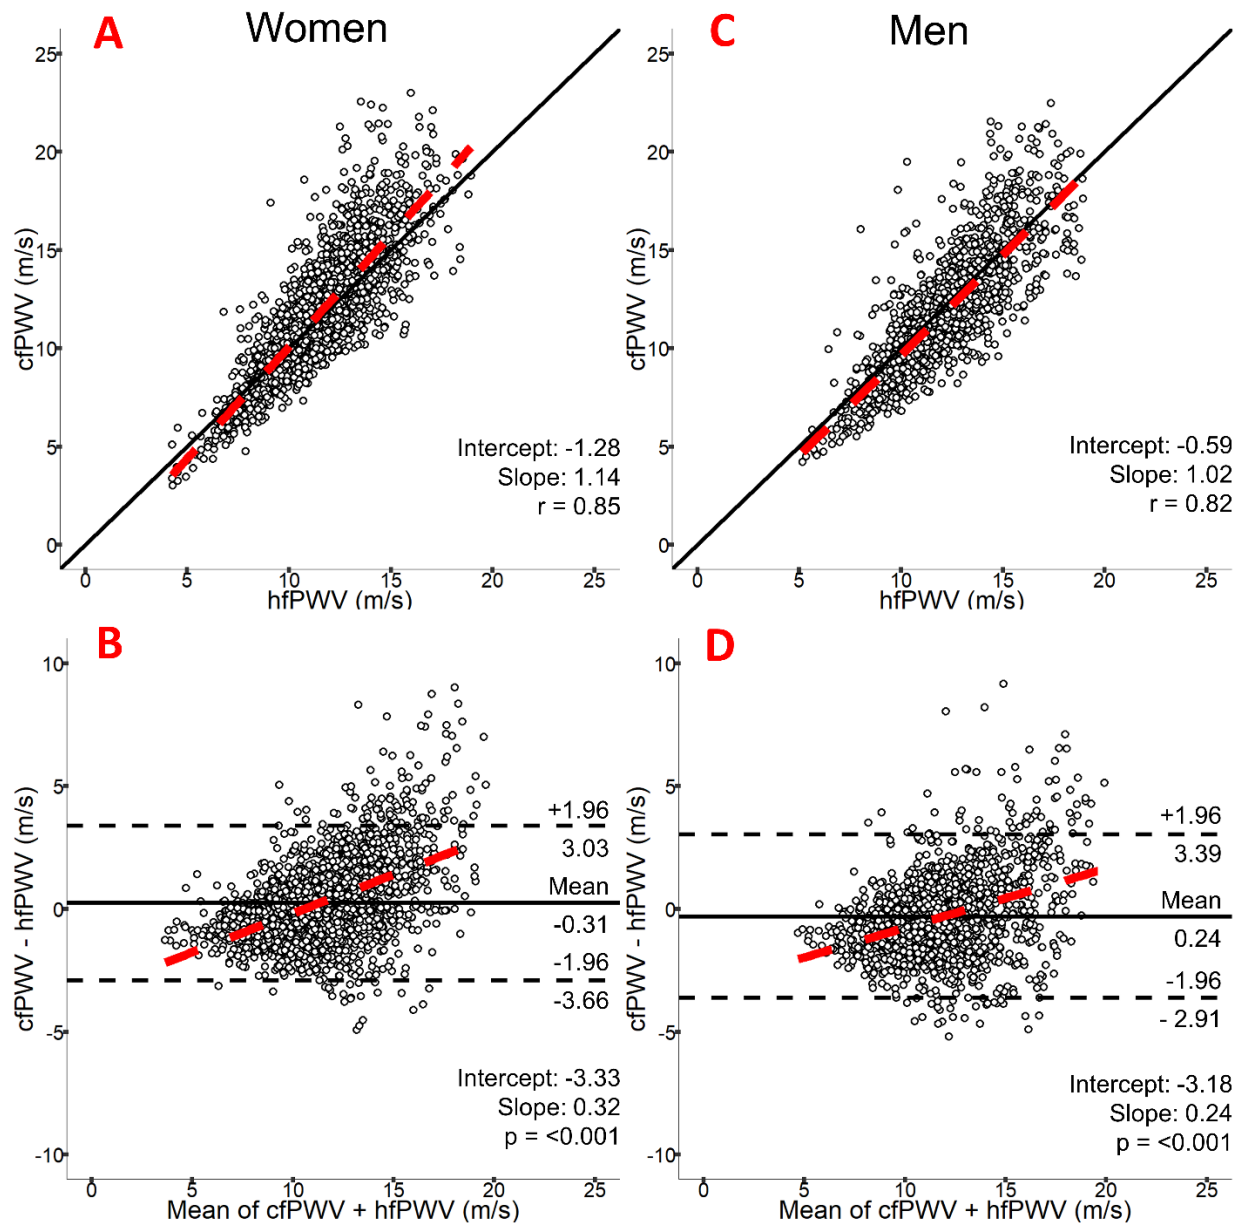 A
Women
25
20
15
10
5
0
cfPWV (m/s)
Intercept: -1.28
Slope: 1.14
r = 0.85
0 5 10 15 20 25
hfPWV (m/s)
C
Men
25
20
15
10
5
0
cfPWV (m/s)
Intercept: -0.59
Slope: 1.02
r = 0.82
0 5 10 15 20 25
hfPWV (m/s)
B
10
5
0
-5
-10
cfPWV - hfPWV (m/s)
+1.96
3.03
Mean
-0.31
-1.96
-3.66
Intercept: -3.33
Slope: 0.32
p = <0.001
0 5 10 15 20 25
Mean of cfPWV + hfPWV (m/s)
D
10
5
0
-5
-10
cfPWV - hfPWV (m/s)
+1.96
3.39
Mean
0.24
-1.96
- 2.91
Intercept: -3.18
Slope: 0.24
p = <0.001
0 5 10 15 20 25
Mean of cfPWV + hfPWV (m/s)